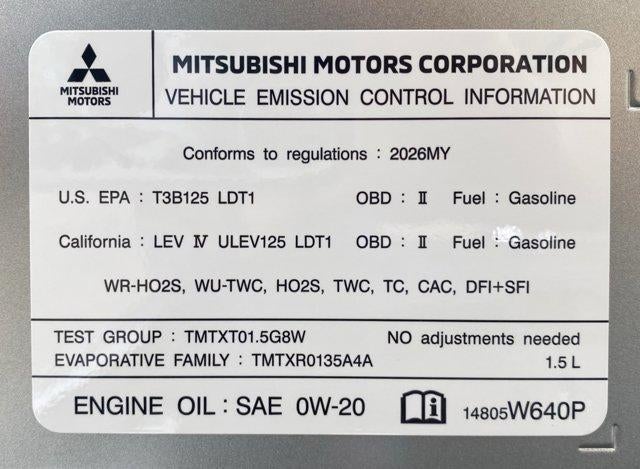 MITSUBISHI
MOTORS
MITSUBISHI MOTORS CORPORATION
VEHICLE EMISSION CONTROL INFORMATION
Conforms to regulations : 2026MY
U.S. EPA : T3B125 LDT1 OBD : Ⅱ Fuel : Gasoline
California : LEV Ⅳ ULEV125 LDT1 OBD : Ⅱ Fuel : Gasoline
WR-HO2S, WU-TWC, HO2S, TWC, TC, CAC, DFI+SFI
TEST GROUP : TMTXT01.5G8W NO adjustments needed
EVAPORATIVE FAMILY : TMTXR0135A4A 1.5 L
ENGINE OIL : SAE 0W-20 14805W640P